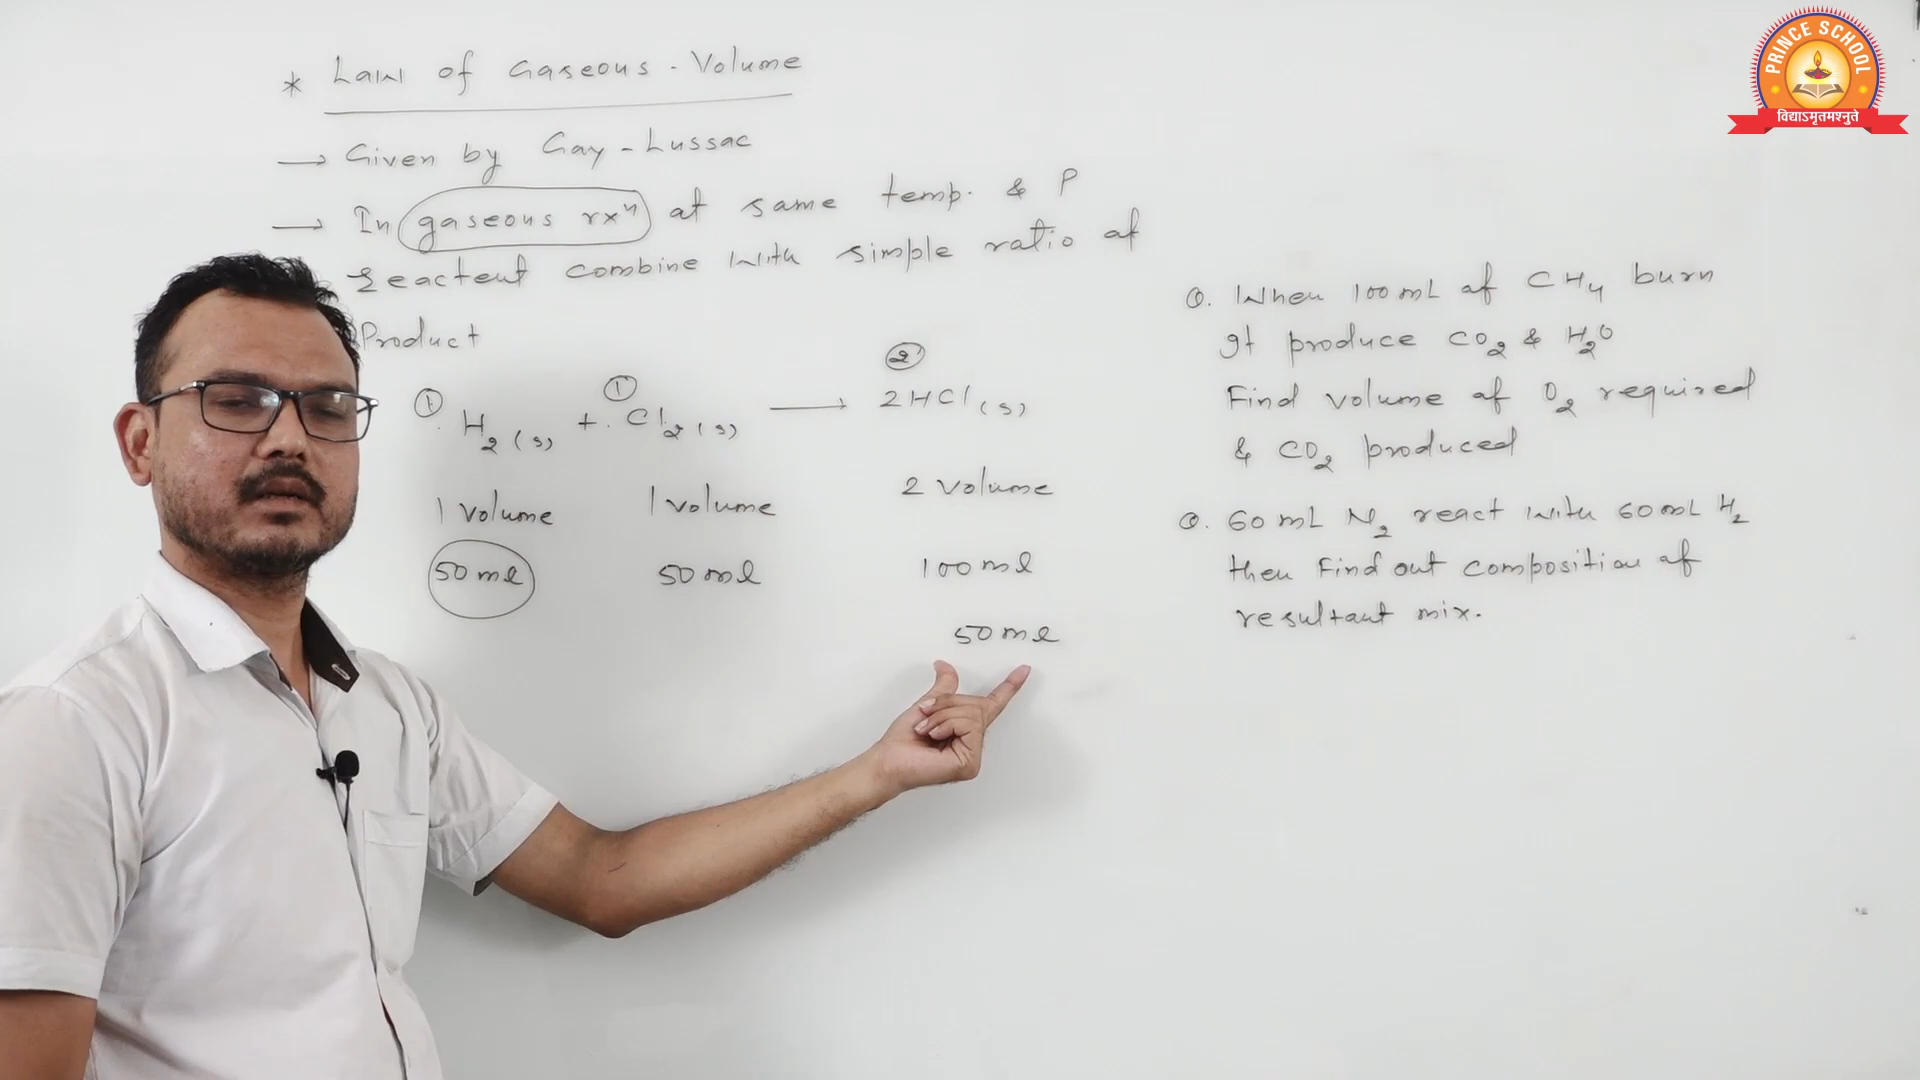 * Law of Gaseous - Volume
→ Given by Gay - Lussac
→ In gaseous rxⁿ at same temp. & P
reactent combine with simple ratio of
Product
① H₂(g) + ① Cl₂(g) ⟶ ② 2HCl(g)
1 Volume 1 volume 2 Volume
50 ml 50 ml 100 ml
50 ml
Q. When 100 mL of CH₄ burn
It produce CO₂ & H₂O
Find volume of O₂ required
& CO₂ produced
Q. 60 mL N₂ react with 60 mL H₂
then Find out composition of
resultant mix.
PRINCE SCHOOL
विद्याऽमृतमश्नुते